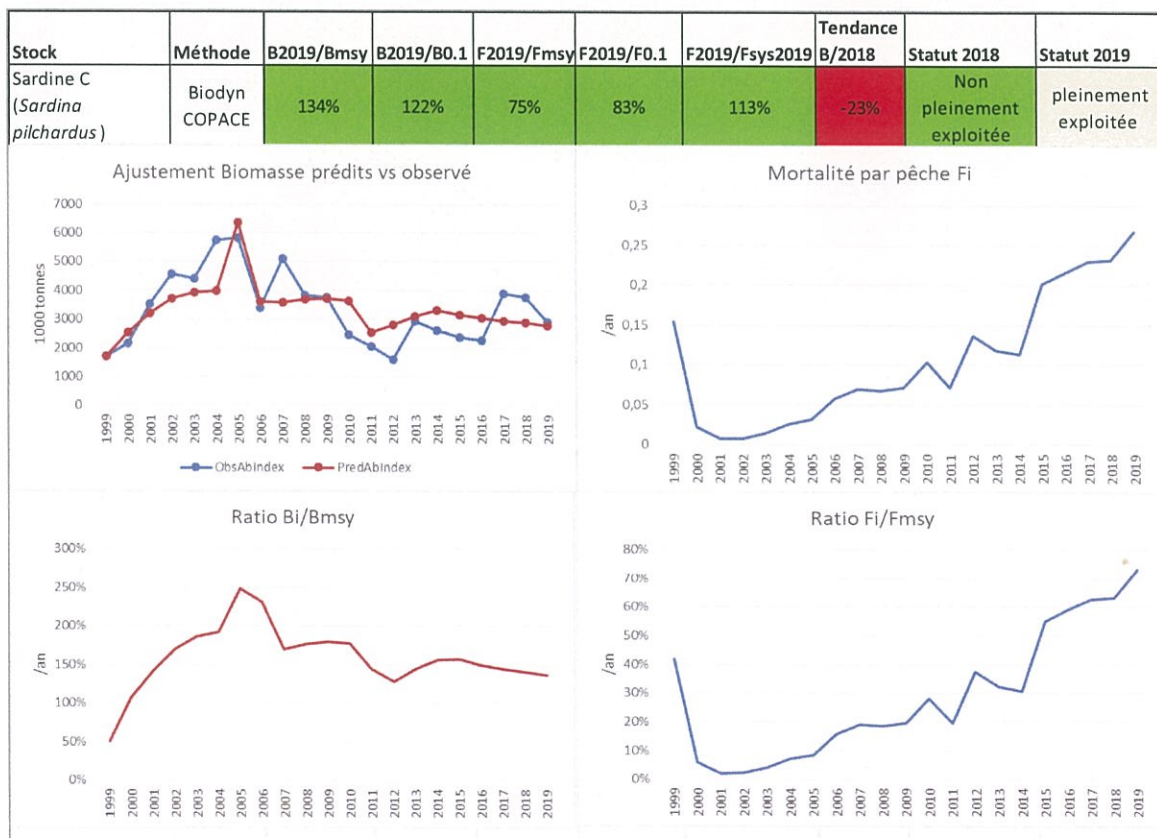 Stock Méthode B2019/Bmsy B2019/B0.1 F2019/Fmsy F2019/F0.1 F2019/Fsys2019 Tendance B/2018 Statut 2018 Statut 2019
Sardine C (Sardina pilchardus) Biodyn COPACE 134% 122% 75% 83% 113% -23% Non pleinement exploitée pleinement exploitée
Ajustement Biomasse prédits vs observé
1000 tonnes
7000
6000
5000
4000
3000
2000
1000
0
1999 2000 2001 2002 2003 2004 2005 2006 2007 2008 2009 2010 2011 2012 2013 2014 2015 2016 2017 2018 2019
ObsAbIndex PredAbIndex
Mortalité par pêche Fi
/an
0,3
0,25
0,2
0,15
0,1
0,05
0
1999 2000 2001 2002 2003 2004 2005 2006 2007 2008 2009 2010 2011 2012 2013 2014 2015 2016 2017 2018 2019
Ratio Bi/Bmsy
/an
300%
250%
200%
150%
100%
50%
0%
1999 2000 2001 2002 2003 2004 2005 2006 2007 2008 2009 2010 2011 2012 2013 2014 2015 2016 2017 2018 2019
Ratio Fi/Fmsy
/an
80%
70%
60%
50%
40%
30%
20%
10%
0%
1999 2000 2001 2002 2003 2004 2005 2006 2007 2008 2009 2010 2011 2012 2013 2014 2015 2016 2017 2018 2019